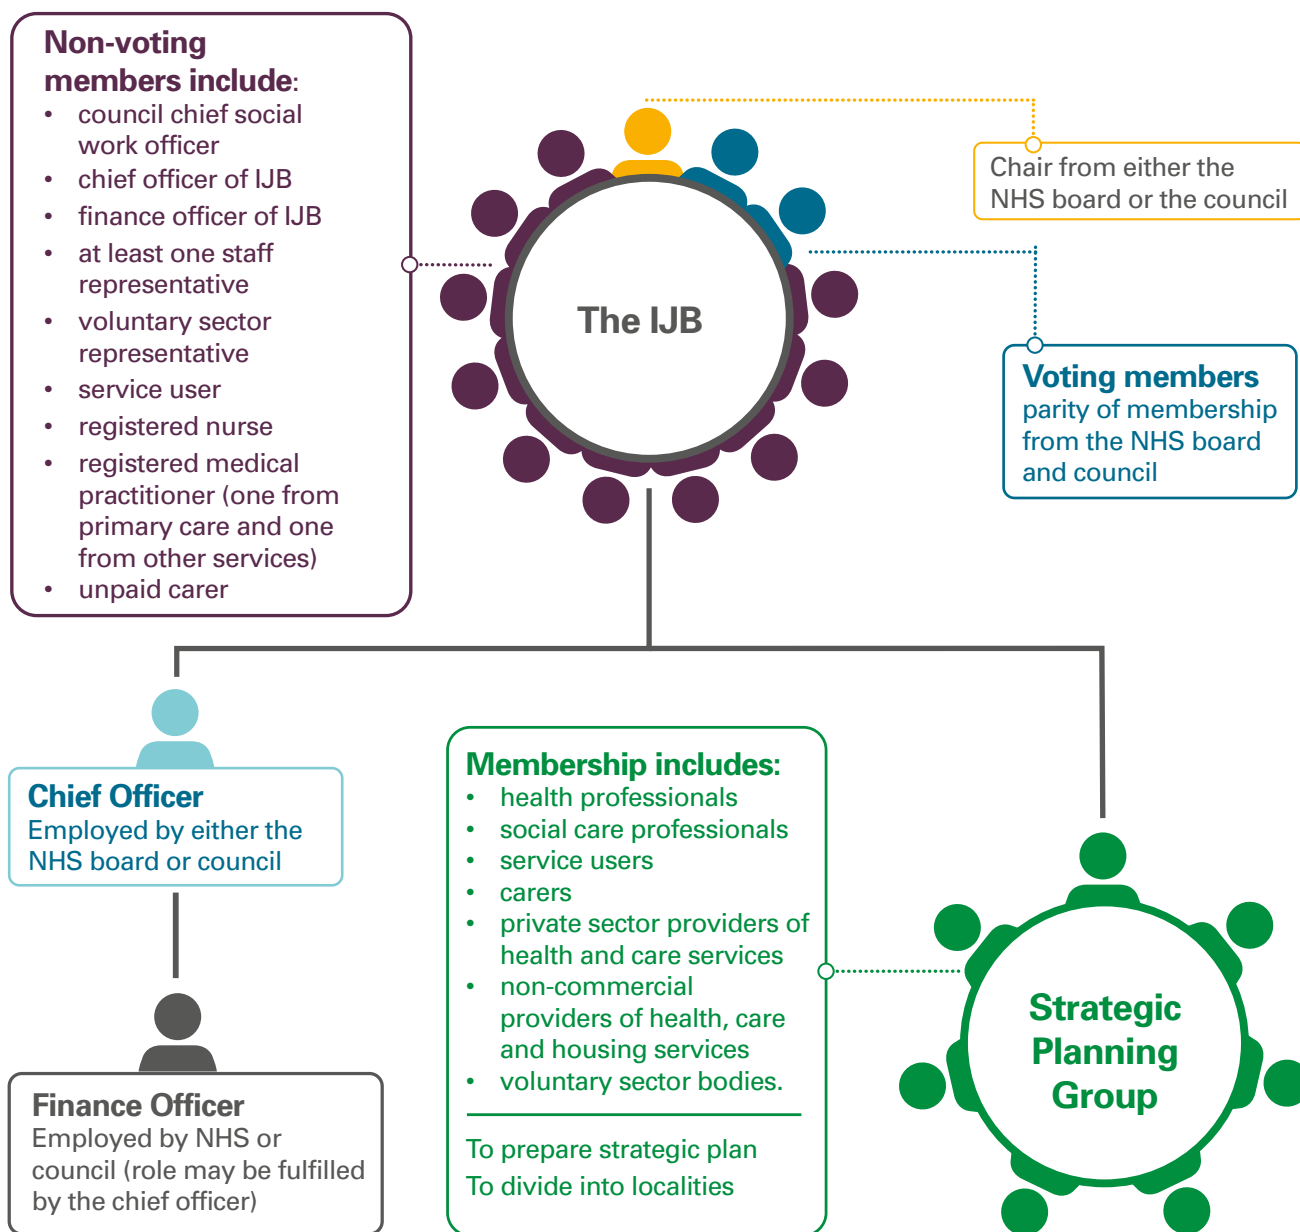 Non-voting
members include:
• council chief social
work officer
• chief officer of IJB
• finance officer of IJB
• at least one staff
representative
• voluntary sector
representative
• service user
• registered nurse
• registered medical
practitioner (one from
primary care and one
from other services)
• unpaid carer
The IJB
Chair from either the
NHS board or the council
Voting members
parity of membership
from the NHS board
and council
Chief Officer
Employed by either the
NHS board or council
Finance Officer
Employed by NHS or
council (role may be fulfilled
by the chief officer)
Membership includes:
• health professionals
• social care professionals
• service users
• carers
• private sector providers of
health and care services
• non-commercial
providers of health, care
and housing services
• voluntary sector bodies.
To prepare strategic plan
To divide into localities
Strategic
Planning
Group